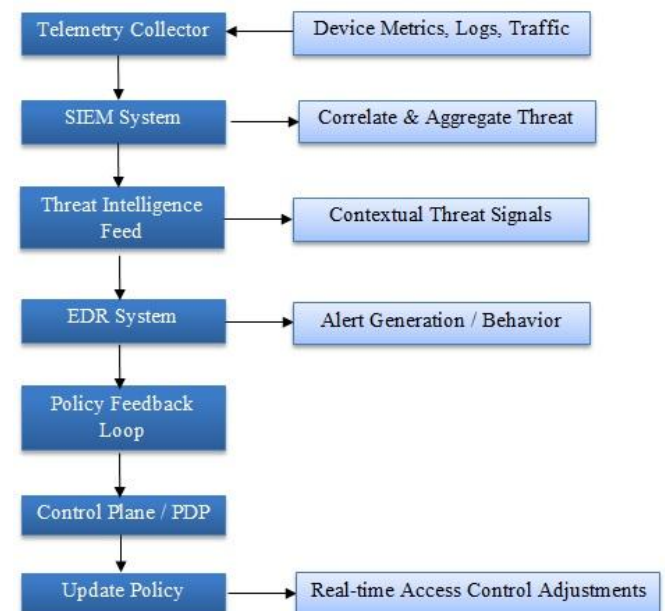 Telemetry Collector
Device Metrics, Logs, Traffic
SIEM System
Correlate & Aggregate Threat
Threat Intelligence
Feed
Contextual Threat Signals
EDR System
Alert Generation / Behavior
Policy Feedback
Loop
Control Plane / PDP
Update Policy
Real-time Access Control Adjustments